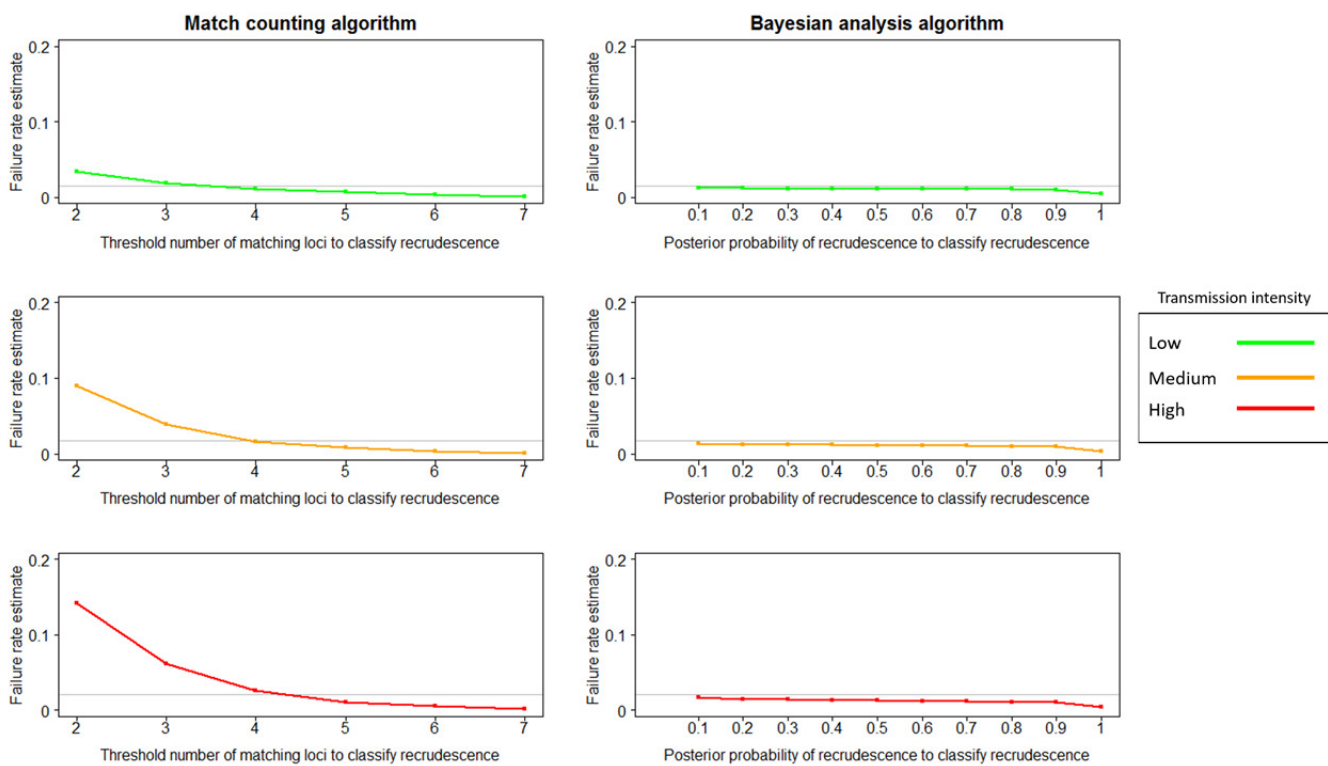 Match counting algorithm
Bayesian analysis algorithm
Failure rate estimate
0.2
0.1
0
2 3 4 5 6 7
Threshold number of matching loci to classify recrudescence
Failure rate estimate
0.2
0.1
0
0.1 0.2 0.3 0.4 0.5 0.6 0.7 0.8 0.9 1
Posterior probability of recrudescence to classify recrudescence
Failure rate estimate
0.2
0.1
0
2 3 4 5 6 7
Threshold number of matching loci to classify recrudescence
Failure rate estimate
0.2
0.1
0
0.1 0.2 0.3 0.4 0.5 0.6 0.7 0.8 0.9 1
Posterior probability of recrudescence to classify recrudescence
Transmission intensity
Low
Medium
High
Failure rate estimate
0.2
0.1
0
2 3 4 5 6 7
Threshold number of matching loci to classify recrudescence
Failure rate estimate
0.2
0.1
0
0.1 0.2 0.3 0.4 0.5 0.6 0.7 0.8 0.9 1
Posterior probability of recrudescence to classify recrudescence